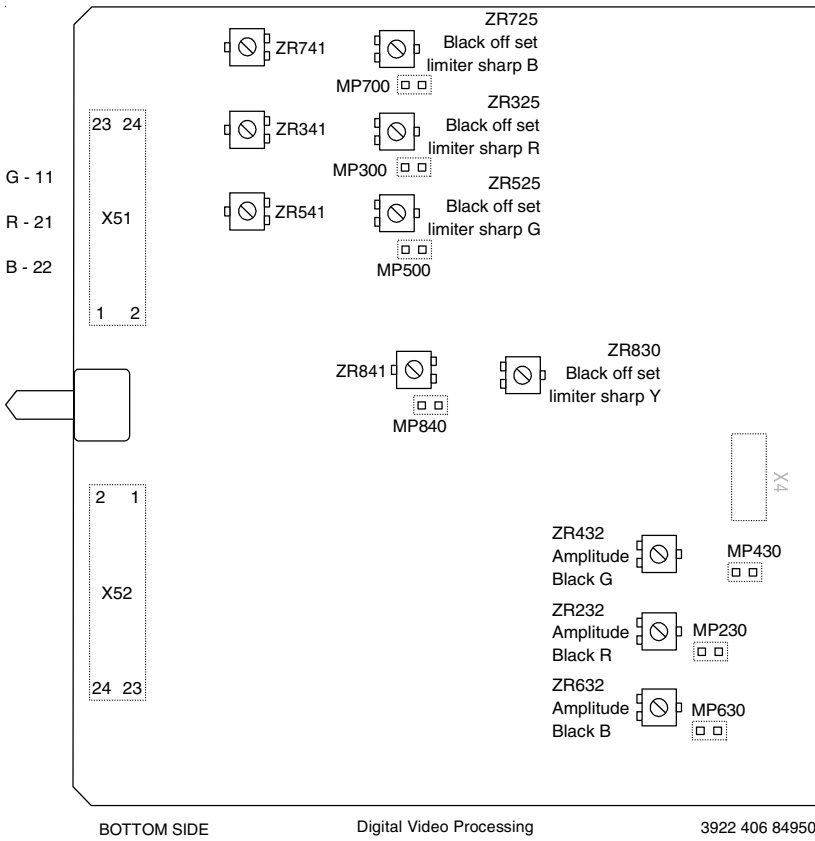 ZR725
Black off set
limiter sharp B
ZR741
MP700
ZR325
Black off set
limiter sharp R
ZR341
MP300
ZR525
Black off set
limiter sharp G
ZR541
MP500
23 24
X51
1 2
G - 11
R - 21
B - 22
ZR841
MP840
ZR830
Black off set
limiter sharp Y
X4
2 1
X52
24 23
ZR432
Amplitude
Black G
MP430
ZR232
Amplitude
Black R
MP230
ZR632
Amplitude
Black B
MP630
BOTTOM SIDE
Digital Video Processing
3922 406 84950